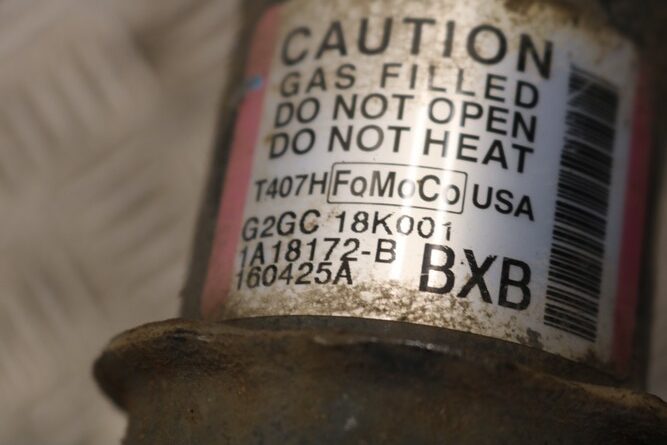 CAUTION
GAS FILLED
DO NOT OPEN
DO NOT HEAT
T407H FoMoCo USA
G2GC 18K001
1A18172-B
160425A BXB